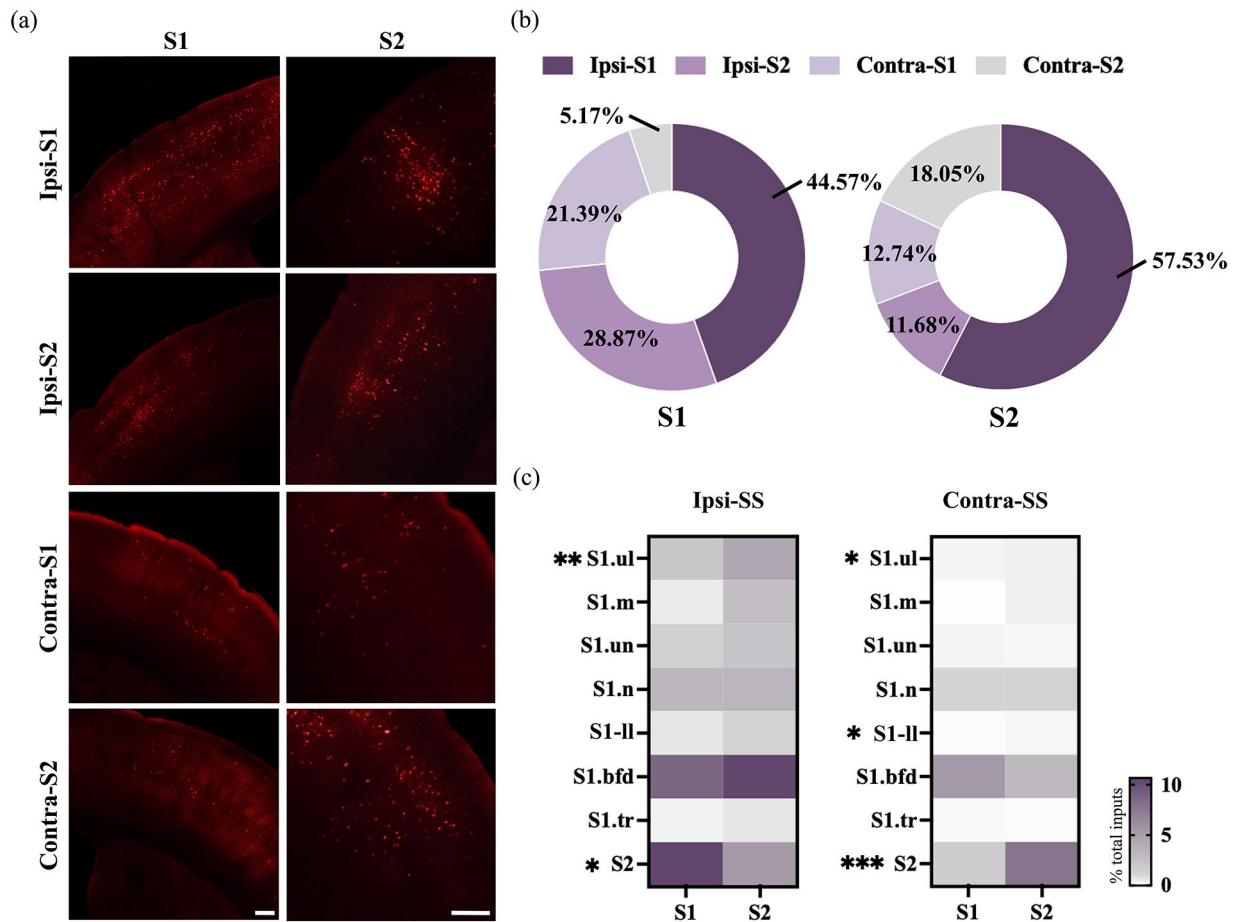 (a)
S1 S2
Ipsi-S1
Ipsi-S2
Contra-S1
Contra-S2
(b)
Ipsi-S1 Ipsi-S2 Contra-S1 Contra-S2
5.17%
44.57%
21.39%
28.87%
S1
18.05%
12.74%
11.68%
57.53%
S2
(c)
Ipsi-SS
** S1.ul
S1.m
S1.un
S1.n
S1-ll
S1.bfd
S1.tr
* S2
S1 S2
Contra-SS
* S1.ul
S1.m
S1.un
S1.n
* S1-ll
S1.bfd
S1.tr
*** S2
S1 S2
% total inputs
10
5
0